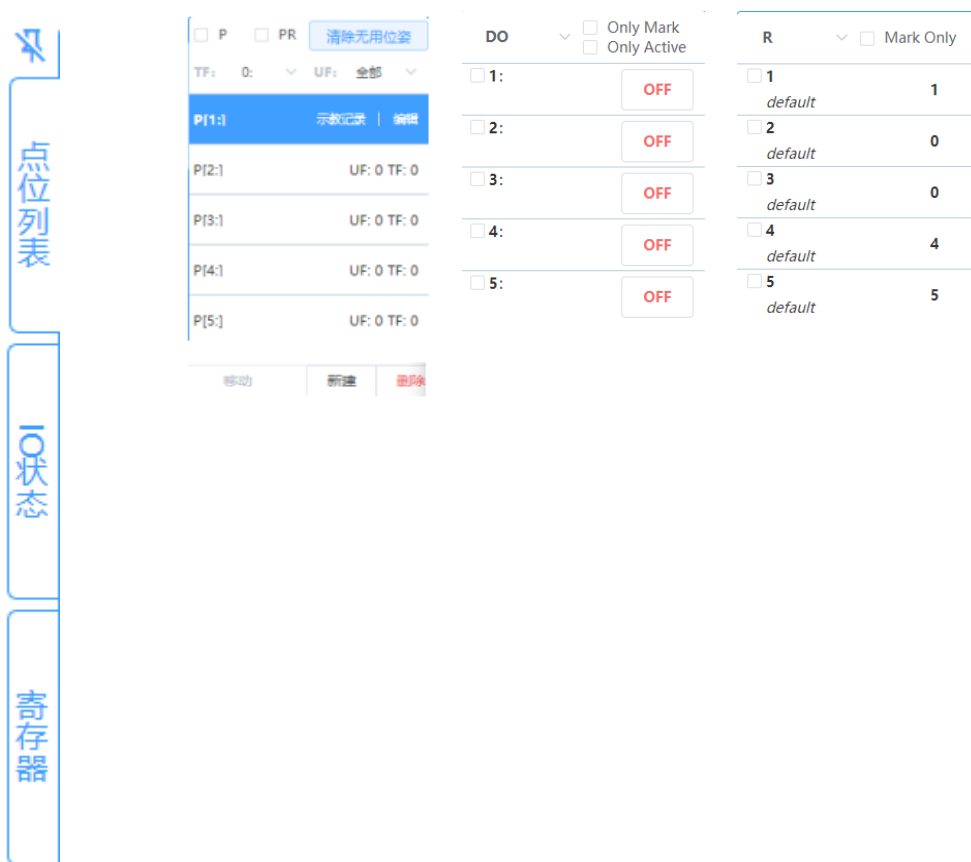 点位列表
IO状态
寄存器
P PR 清除无用位姿
TF: 0: UF: 全部
P[1:] 示教记录 | 编辑
P[2:] UF: 0 TF: 0
P[3:] UF: 0 TF: 0
P[4:] UF: 0 TF: 0
P[5:] UF: 0 TF: 0
移动 新建 删除
DO Only Mark
Only Active
1: OFF
2: OFF
3: OFF
4: OFF
5: OFF
R Mark Only
1 1
default
2 0
default
3 0
default
4 4
default
5 5
default